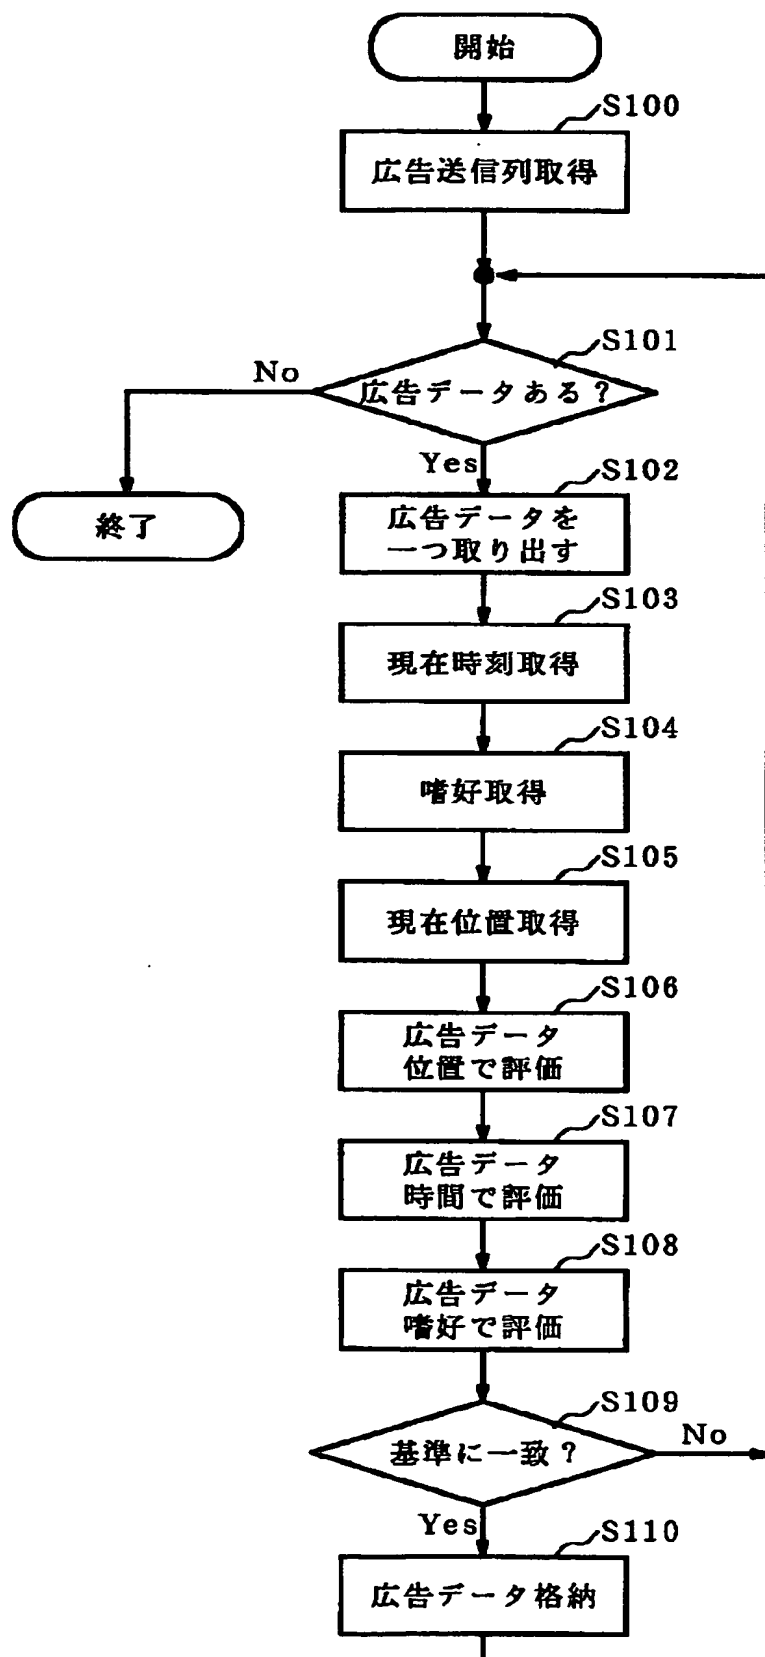 開始
S100
広告送信列取得
S101
No
広告データある？
Yes
S102
終了
広告データを
一つ取り出す
S103
現在時刻取得
S104
嗜好取得
S105
現在位置取得
S106
広告データ
位置で評価
S107
広告データ
時間で評価
S108
広告データ
嗜好で評価
S109
基準に一致？
No
Yes
S110
広告データ格納